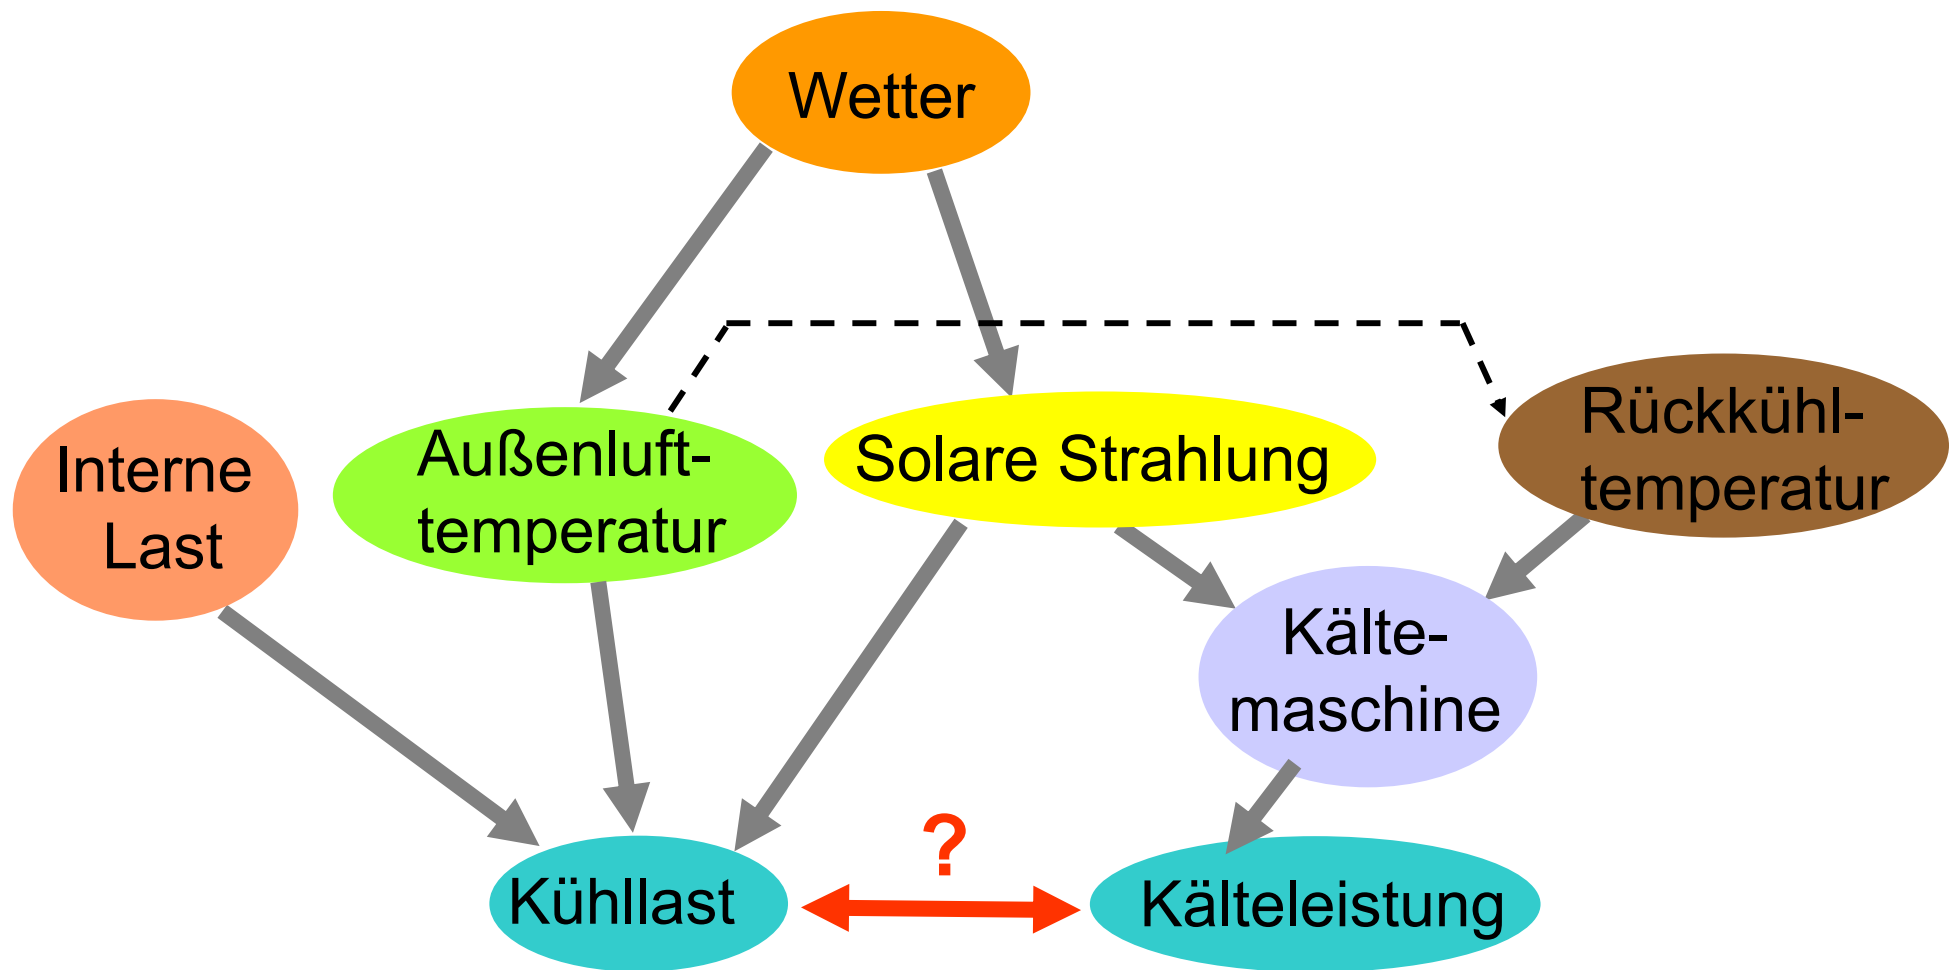 Wetter
Interne
Last
Außenluft-
temperatur
Solare Strahlung
Rückkühl-
temperatur
Kälte-
maschine
?
Kühllast
Kälteleistung